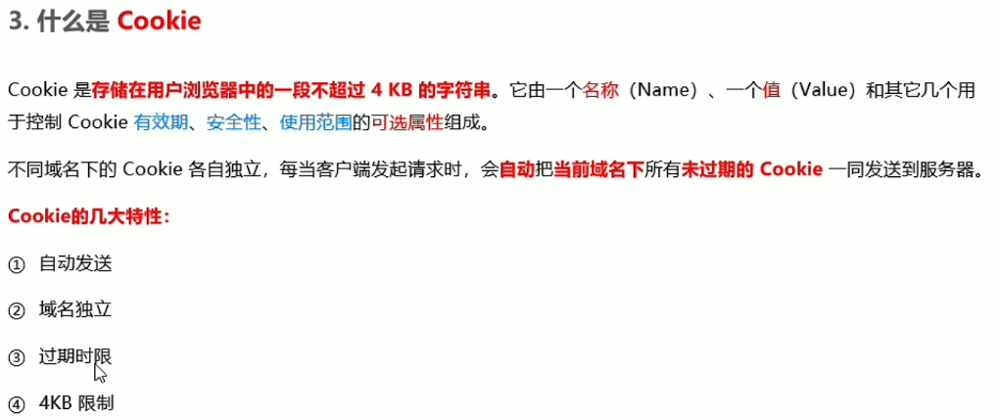 3. 什么是 Cookie
Cookie 是存储在用户浏览器中的一段不超过 4 KB 的字符串。它由一个名称（Name）、一个值（Value）和其它几个用
于控制 Cookie 有效期、安全性、使用范围的可选属性组成。
不同域名下的 Cookie 各自独立，每当客户端发起请求时，会自动把当前域名下所有未过期的 Cookie 一同发送到服务器。
Cookie的几大特性：
① 自动发送
② 域名独立
③ 过期时限
④ 4KB 限制